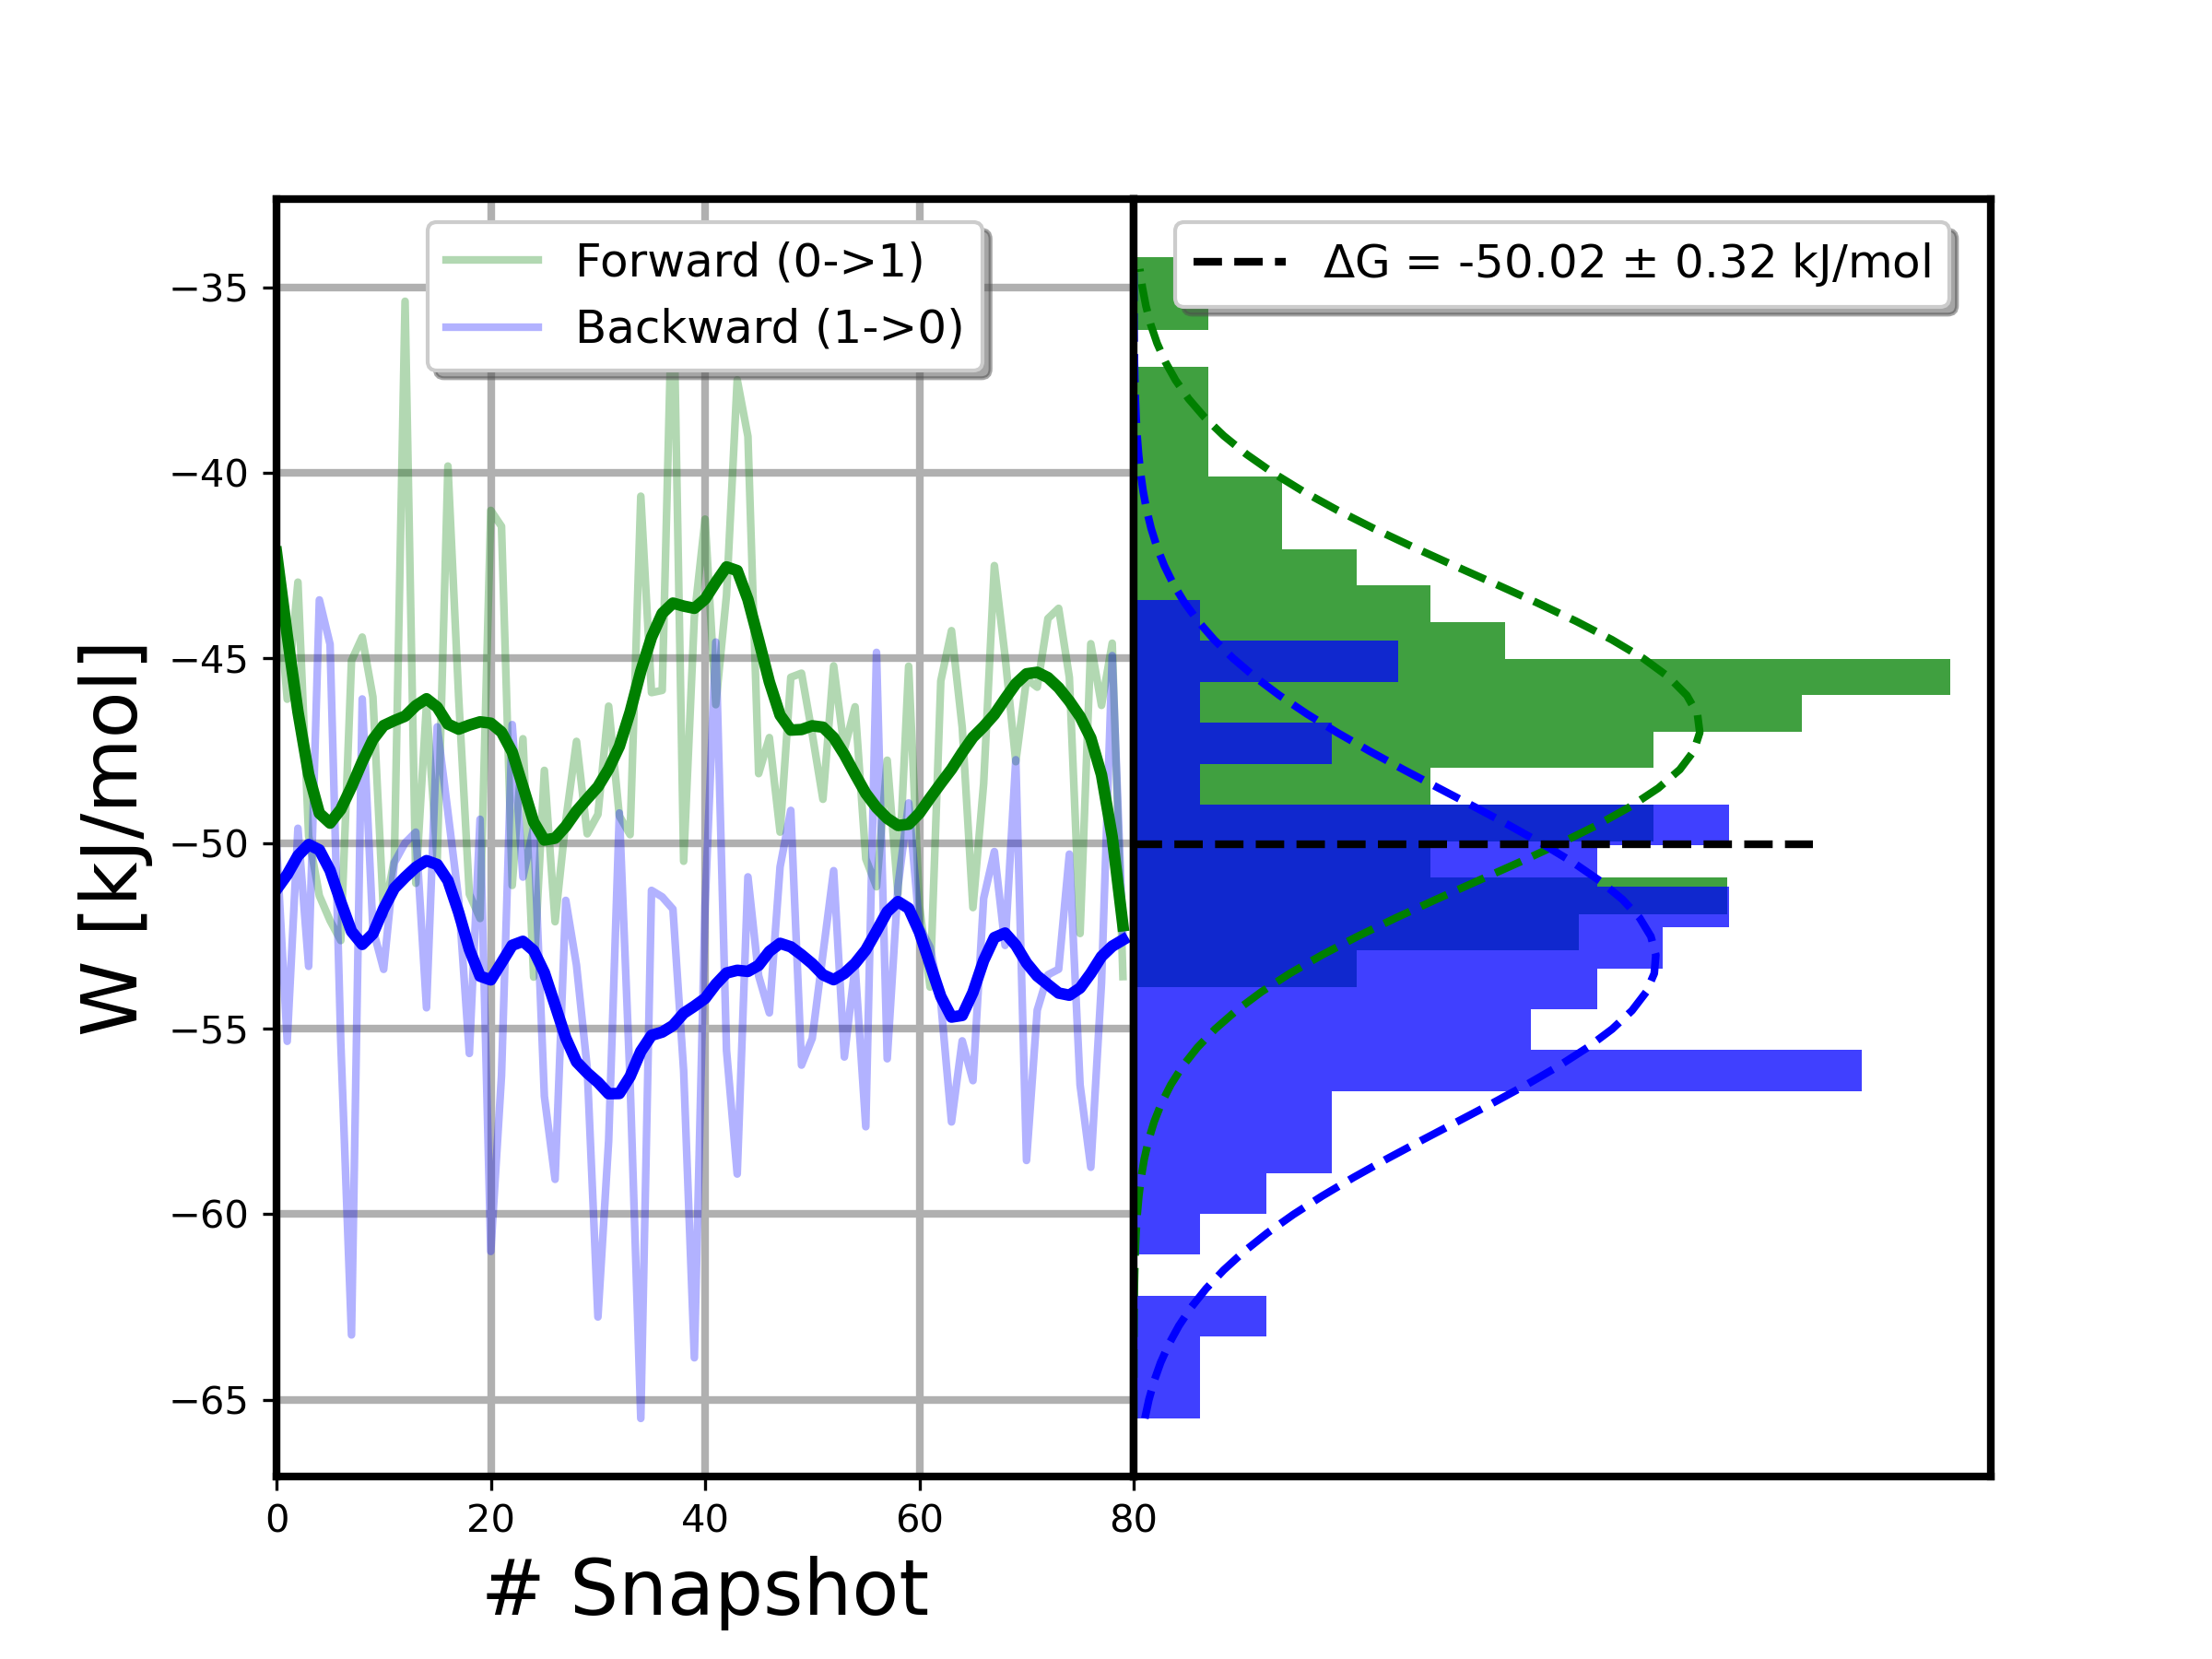 Forward (0->1)
Backward (1->0)
ΔG = -50.02 ± 0.32 kJ/mol
−35
−40
−45
−50
−55
−60
−65
W [kJ/mol]
0 20 40 60 80
# Snapshot